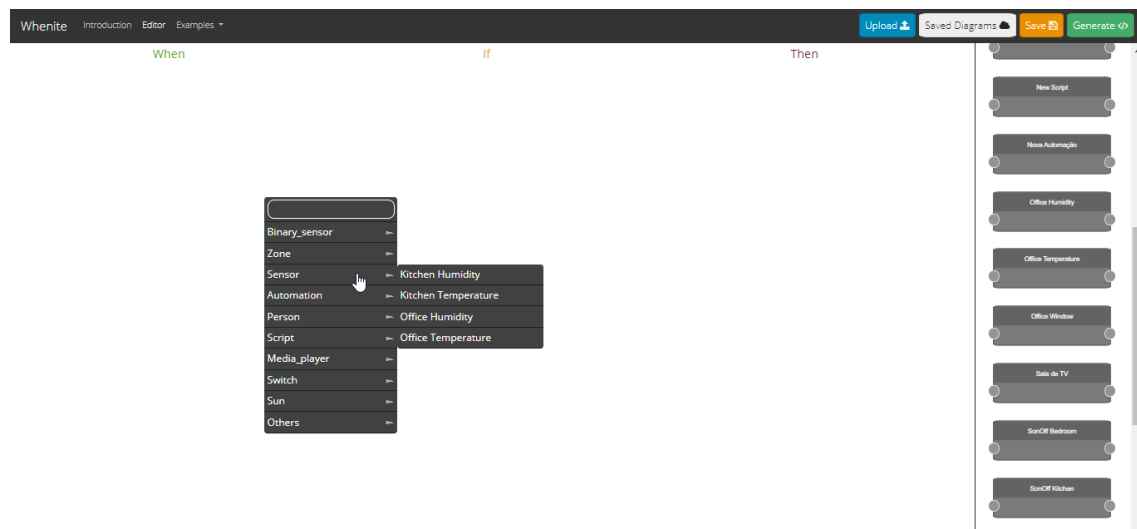 Whenite Introduction Editor Examples Upload Saved Diagrams Save Generate
When If Then
Binary_sensor
Zone
Sensor
Automation
Person
Script
Media_player
Switch
Sun
Others
Kitchen Humidity
Kitchen Temperature
Office Humidity
Office Temperature
New Script
Nova Automação
Office Humidity
Office Temperature
Office Window
Sala de TV
SonOff Bedroom
SonOff Kitchen